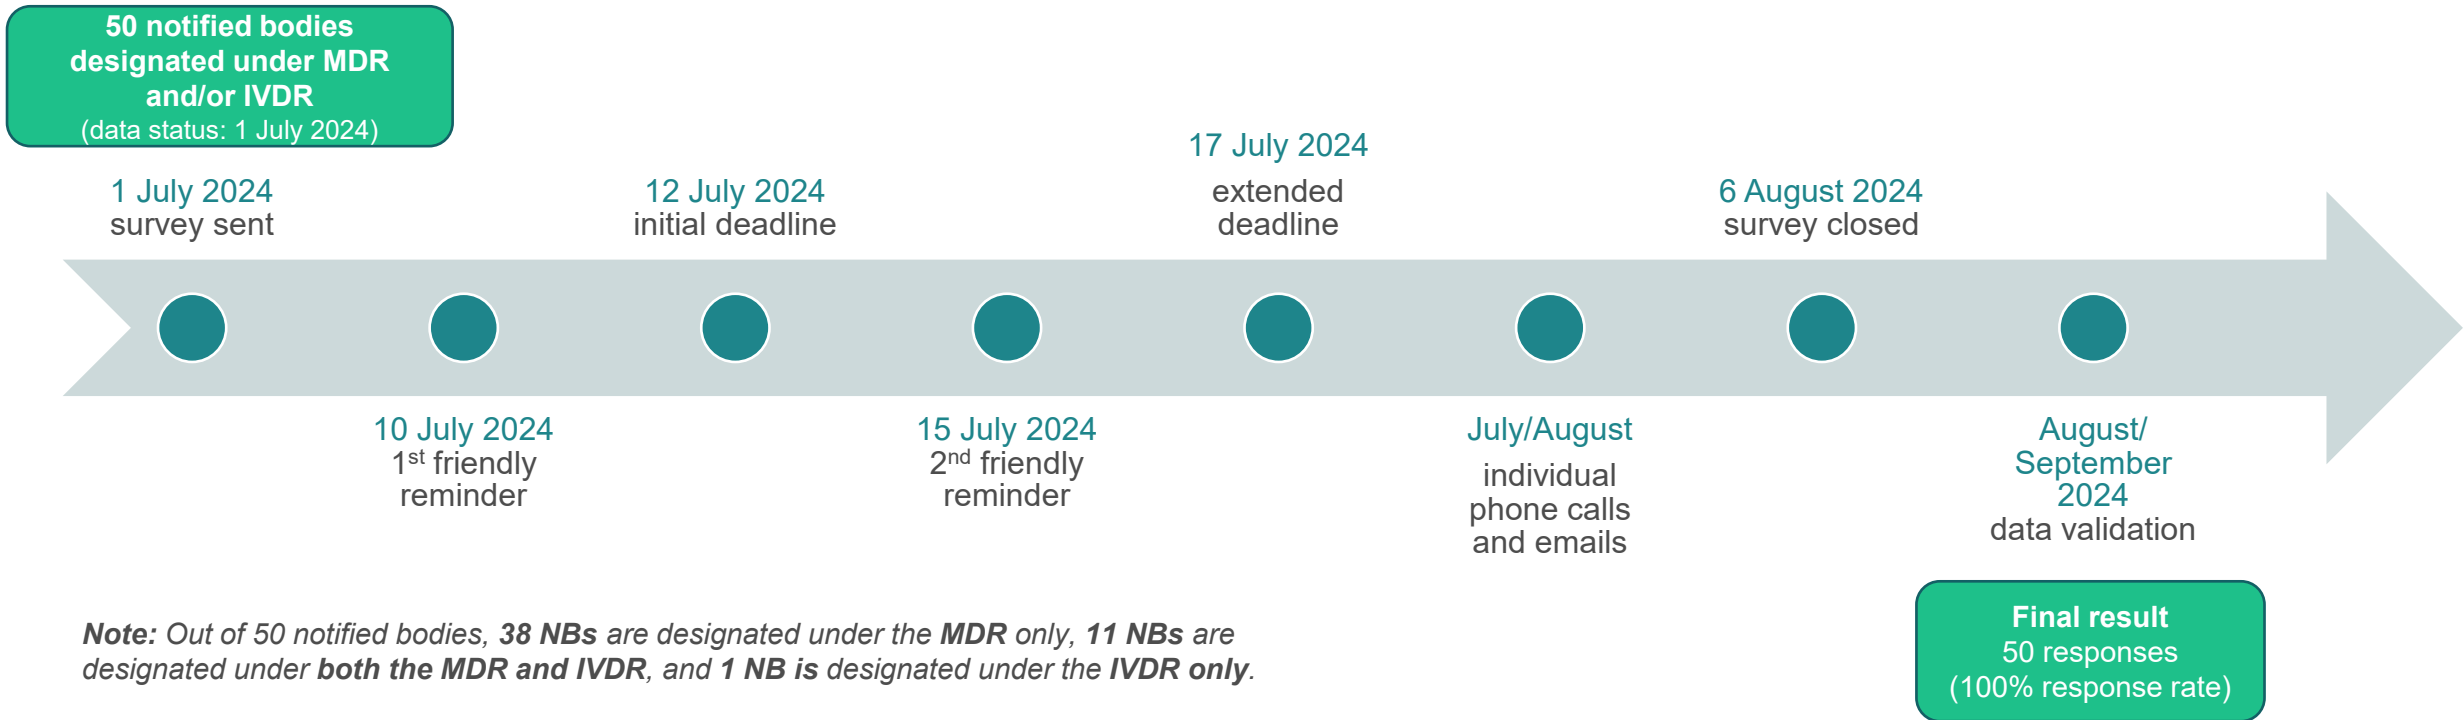 50 notified bodies
designated under MDR
and/or IVDR
(data status: 1 July 2024)
1 July 2024
survey sent
10 July 2024
1st friendly
reminder
12 July 2024
initial deadline
15 July 2024
2nd friendly
reminder
17 July 2024
extended
deadline
July/August
individual
phone calls
and emails
6 August 2024
survey closed
August/
September
2024
data validation
Note: Out of 50 notified bodies, 38 NBs are designated under the MDR only, 11 NBs are
designated under both the MDR and IVDR, and 1 NB is designated under the IVDR only.
Final result
50 responses
(100% response rate)